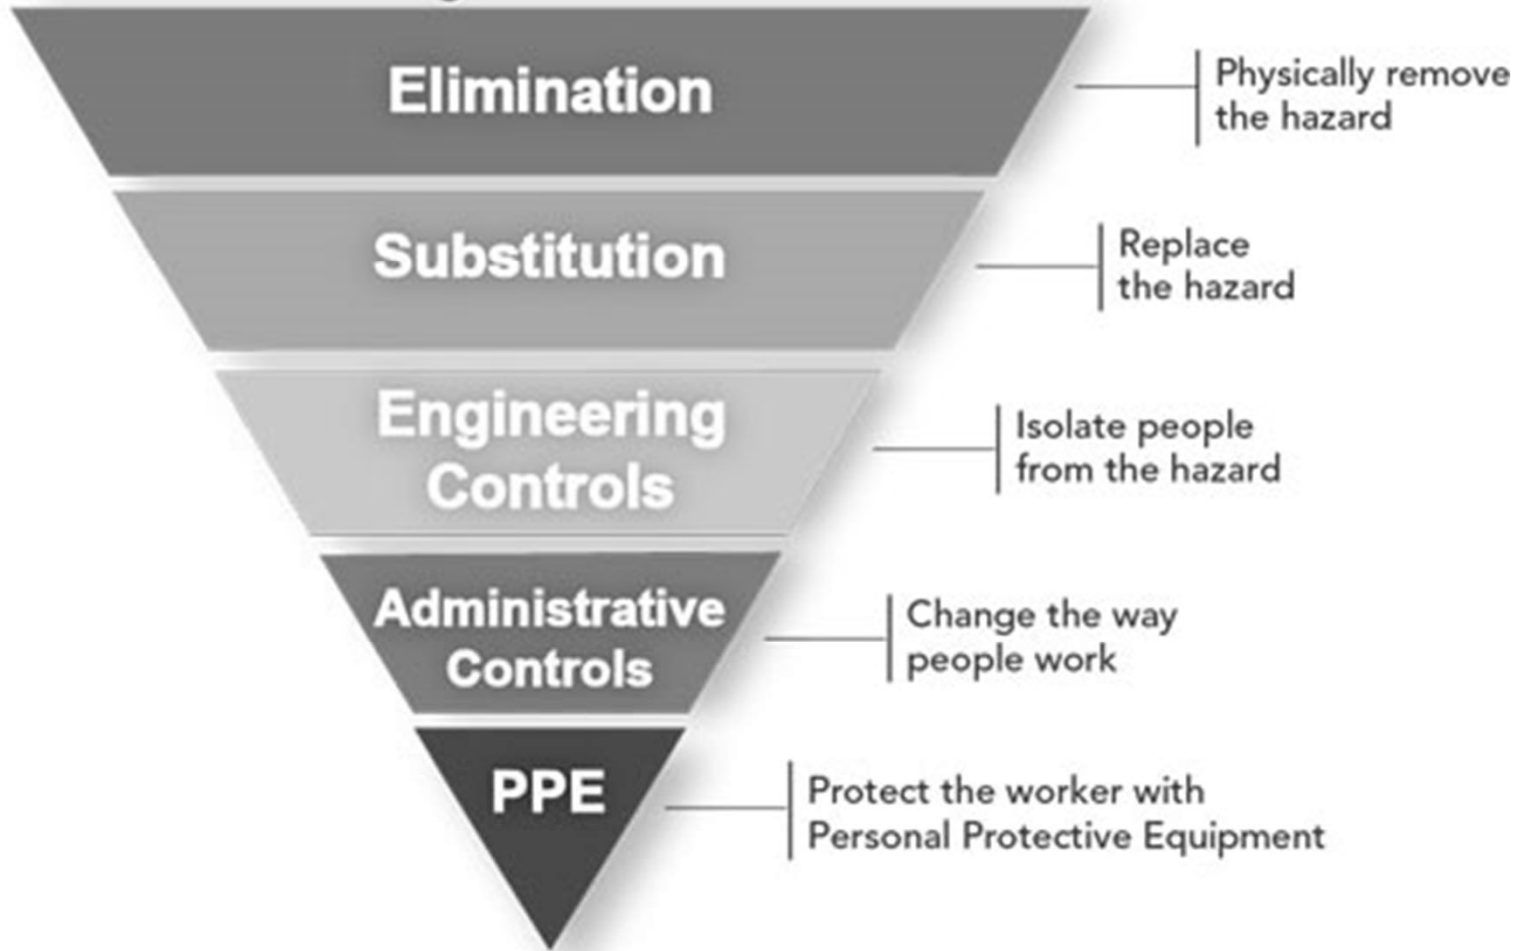 Elimination
Physically remove
the hazard
Substitution
Replace
the hazard
Engineering
Controls
Isolate people
from the hazard
Administrative
Controls
Change the way
people work
PPE
Protect the worker with
Personal Protective Equipment